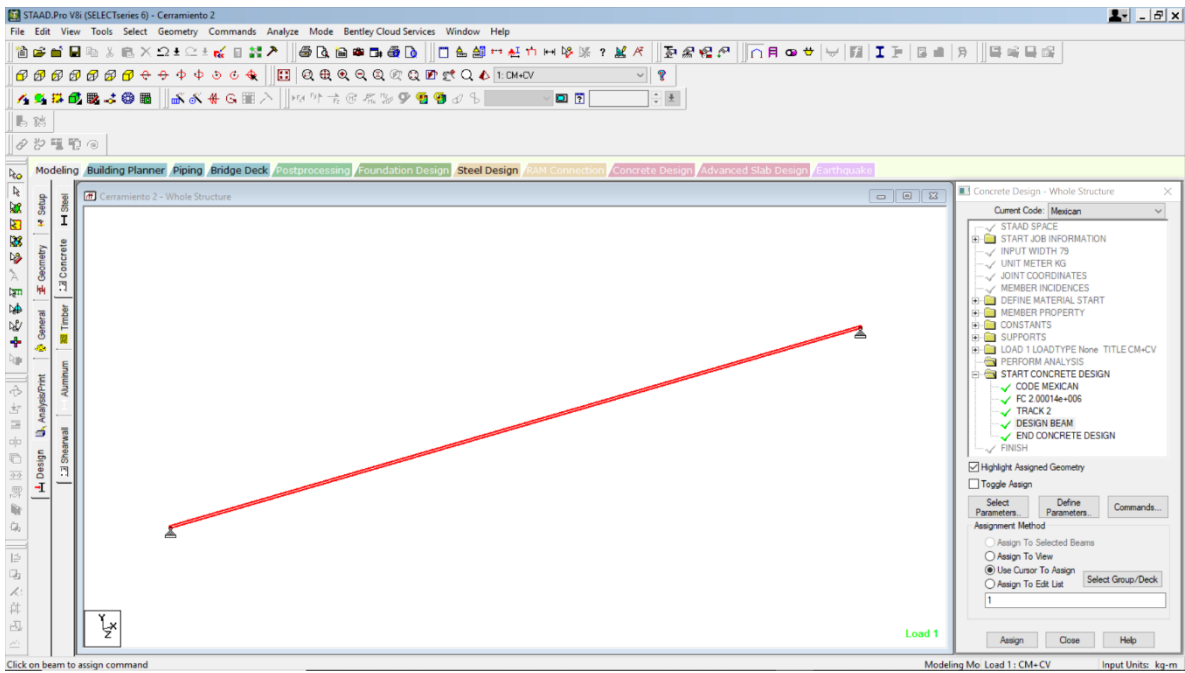 STAAD.Pro V8i (SELECTseries 6) - Cerramiento 2
File Edit View Tools Select Geometry Commands Analyze Mode Bentley Cloud Services Window Help
1: CM+CV
Modeling Building Planner Piping Bridge Deck Postprocessing Foundation Design Steel Design RAM Connection Concrete Design Advanced Slab Design Earthquake
Setup
Geometry
General
Analysis/Print
Design
Steel
Concrete
Timber
Aluminum
Shearwall
Cerramiento 2 - Whole Structure
Y
X
Z
Load 1
Concrete Design - Whole Structure
Current Code: Mexican
STAAD SPACE
START JOB INFORMATION
INPUT WIDTH 79
UNIT METER KG
JOINT COORDINATES
MEMBER INCIDENCES
DEFINE MATERIAL START
MEMBER PROPERTY
CONSTANTS
SUPPORTS
LOAD 1 LOADTYPE None TITLE CM+CV
PERFORM ANALYSIS
START CONCRETE DESIGN
CODE MEXICAN
FC 2.00014e+006
TRACK 2
DESIGN BEAM
END CONCRETE DESIGN
FINISH
Highlight Assigned Geometry
Toggle Assign
Select Parameters..
Define Parameters..
Commands...
Assignment Method
Assign To Selected Beams
Assign To View
Use Cursor To Assign
Assign To Edit List
Select Group/Deck
1
Assign Close Help
Click on beam to assign command
Modeling Mo Load 1 : CM+CV Input Units: kg-m